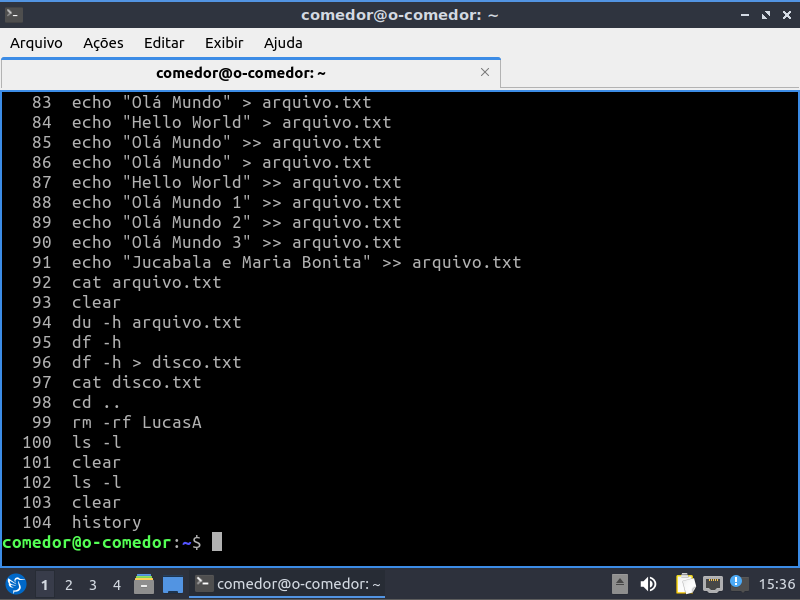 comedor@o-comedor: ~
Arquivo Ações Editar Exibir Ajuda
comedor@o-comedor: ~
83 echo "Olá Mundo" > arquivo.txt
84 echo "Hello World" > arquivo.txt
85 echo "Olá Mundo" >> arquivo.txt
86 echo "Olá Mundo" > arquivo.txt
87 echo "Hello World" >> arquivo.txt
88 echo "Olá Mundo 1" >> arquivo.txt
89 echo "Olá Mundo 2" >> arquivo.txt
90 echo "Olá Mundo 3" >> arquivo.txt
91 echo "Jucabala e Maria Bonita" >> arquivo.txt
92 cat arquivo.txt
93 clear
94 du -h arquivo.txt
95 df -h
96 df -h > disco.txt
97 cat disco.txt
98 cd ..
99 rm -rf LucasA
100 ls -l
101 clear
102 ls -l
103 clear
104 history
comedor@o-comedor:~$
1 2 3 4 comedor@o-comedor: ~ 15:36